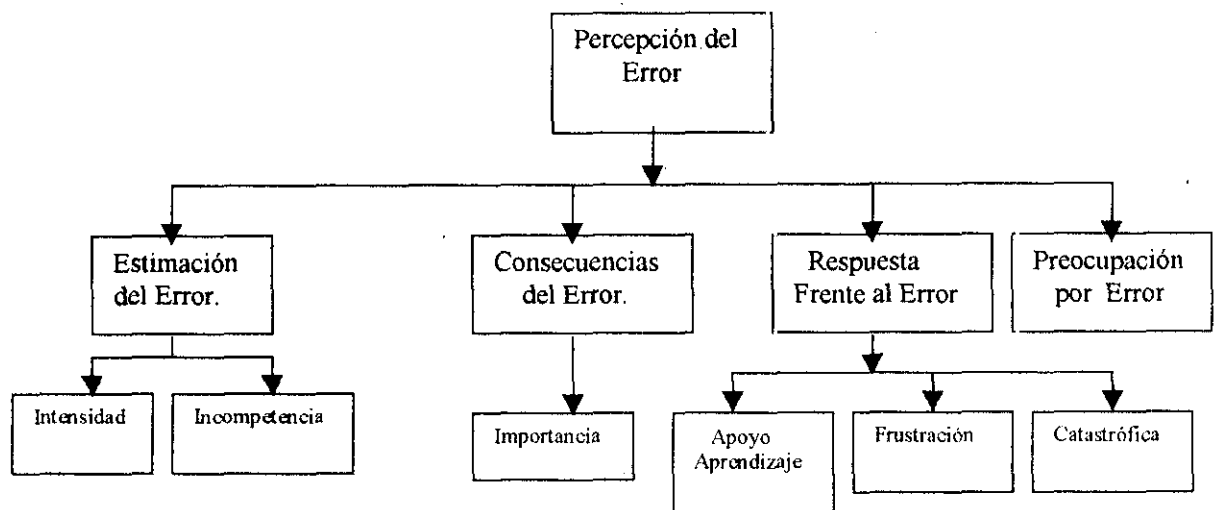 Percepción del
Error
Estimación
del Error.
Consecuencias
del Error.
Respuesta
Frente al Error
Preocupación
por Error
Intensidad
Incompetencia
Importancia
Apoyo
Aprendizaje
Frustración
Catastrófica